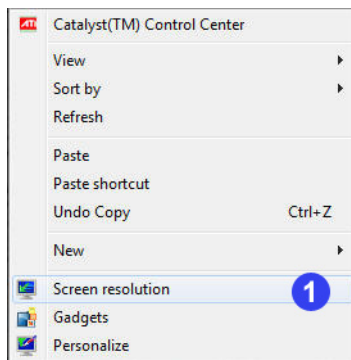 ATI Catalyst(TM) Control Center
View
Sort by
Refresh
Paste
Paste shortcut
Undo Copy Ctrl+Z
New
Screen resolution 1
Gadgets
Personalize